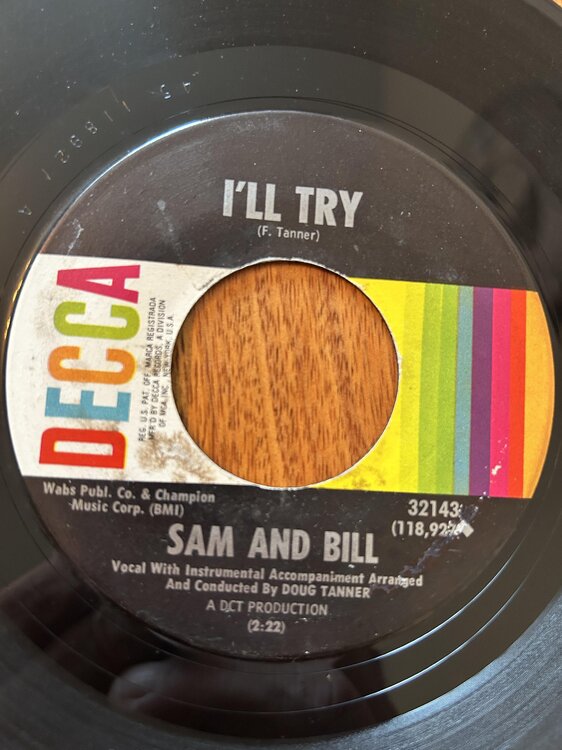 I'LL TRY
(F. Tanner)
DECCA
REG. U.S. PAT. OFF. MARCA REGISTRADA
MFR'D BY DECCA RECORDS, A DIVISION
OF MCA INC., NEW YORK, U.S.A.
Wabs Publ. Co. & Champion
Music Corp. (BMI)
32143
SAM AND BILL
Vocal With Instrumental Accompaniment Arranged
And Conducted By DOUG TANNER
A DCT PRODUCTION
(2:22)